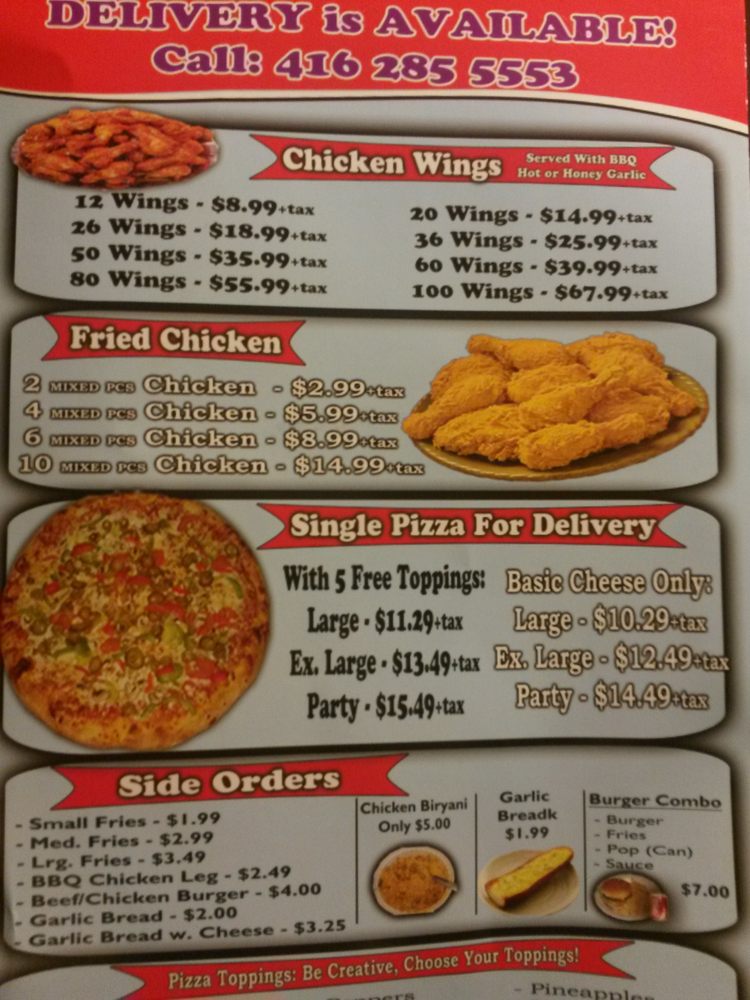 DELIVERY is AVAILABLE!
Call: 416 285 5553
Chicken Wings
Served With BBQ
Hot or Honey Garlic
12 Wings - $8.99+tax
26 Wings - $18.99+tax
50 Wings - $35.99+tax
80 Wings - $55.99+tax
20 Wings - $14.99+tax
36 Wings - $25.99+tax
60 Wings - $39.99+tax
100 Wings - $67.99+tax
Fried Chicken
2 MIXED PCS Chicken - $2.99+tax
4 MIXED PCS Chicken - $5.99+tax
6 MIXED PCS Chicken - $8.99+tax
10 MIXED PCS Chicken - $14.99+tax
Single Pizza For Delivery
With 5 Free Toppings:
Large - $11.29+tax
Ex. Large - $13.49+tax
Party - $15.49+tax
Basic Cheese Only:
Large - $10.29+tax
Ex. Large - $12.49+tax
Party - $14.49+tax
Side Orders
- Small Fries - $1.99
- Med. Fries - $2.99
- Lrg. Fries - $3.49
- BBQ Chicken Leg - $2.49
- Beef/Chicken Burger - $4.00
- Garlic Bread - $2.00
- Garlic Bread w. Cheese - $3.25
Chicken Biryani
Only $5.00
Garlic
Breadk
$1.99
Burger Combo
- Burger
- Fries
- Pop (Can)
- Sauce
$7.00
Pizza Toppings: Be Creative, Choose Your Toppings!
- Pineapples